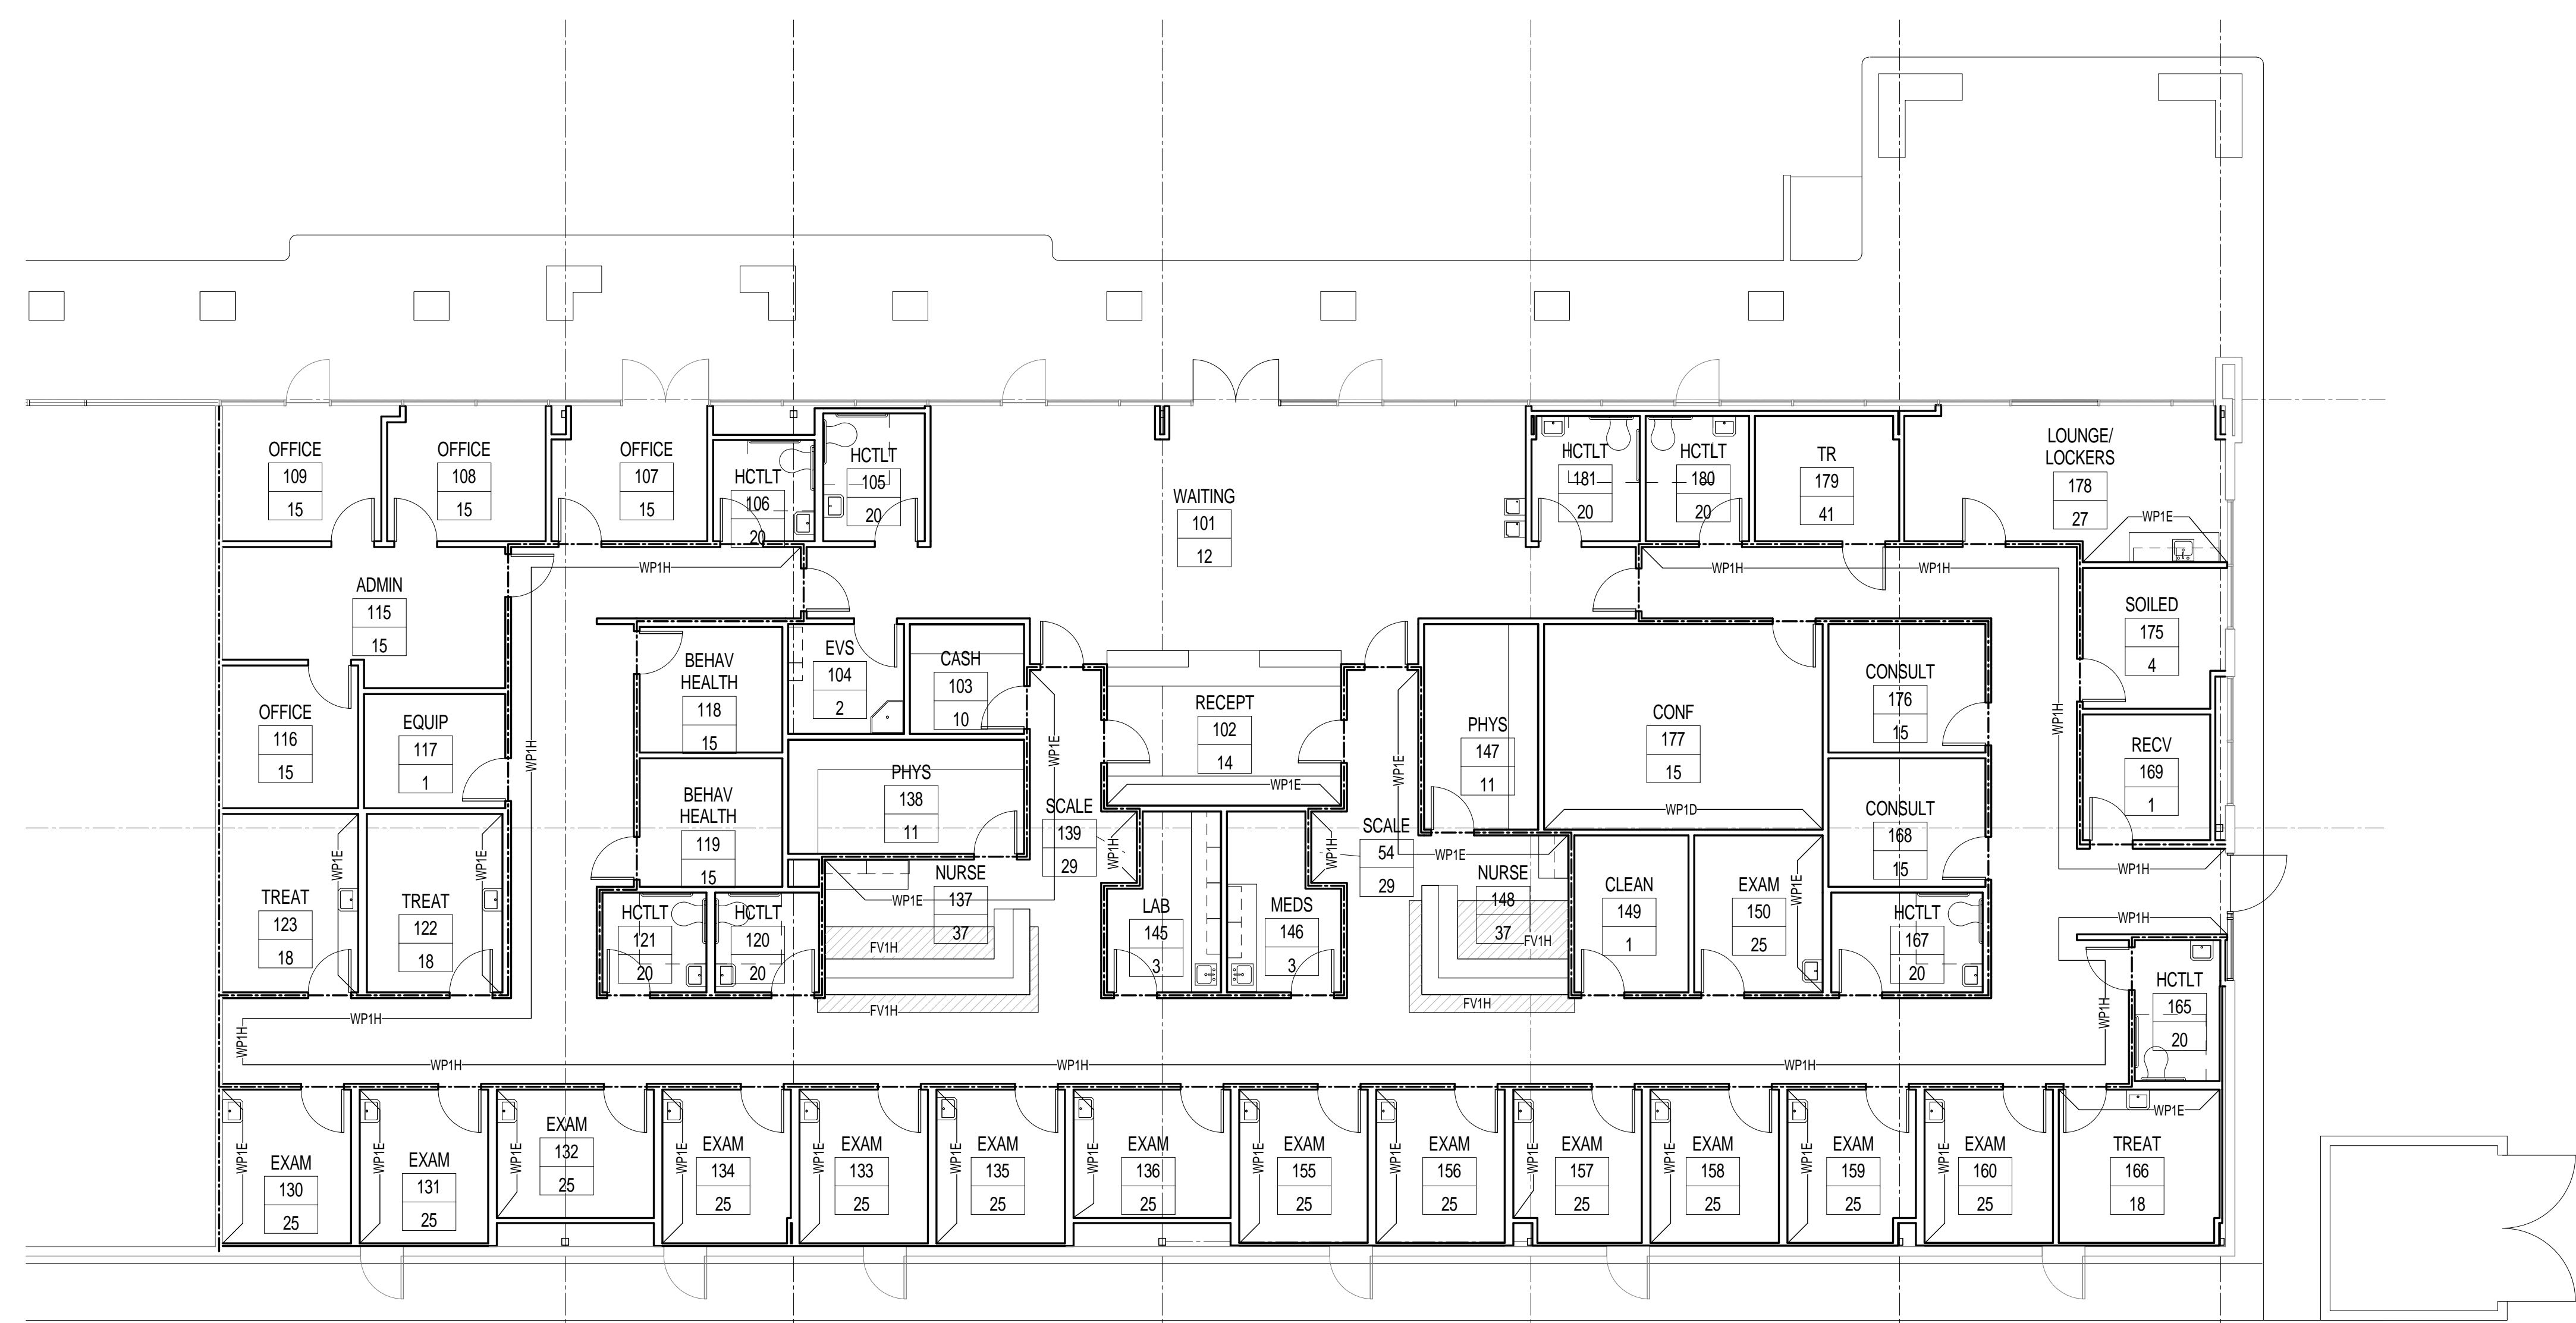 OFFICE
109
15
OFFICE
108
15
OFFICE
107
15
HCTLT
106
20
HCTLT
105
20
WAITING
101
12
HCTLT
181
20
HCTLT
180
20
TR
179
41
LOUNGE/
LOCKERS
178
27
WP1E
WP1H
WP1H
WP1H
ADMIN
115
15
SOILED
175
4
BEHAV
HEALTH
118
15
EVS
104
2
CASH
103
10
RECEPT
102
14
WP1E
PHYS
147
11
CONF
177
15
WP1D
CONSULT
176
15
WP1H
RECV
169
1
OFFICE
116
15
EQUIP
117
1
WP1H
WP1E
WP1E
BEHAV
HEALTH
119
15
PHYS
138
11
SCALE
139
29
WP1H
WP1H
SCALE
54
29
WP1E
CONSULT
168
15
WP1H
TREAT
123
18
WP1E
TREAT
122
18
WP1E
HCTLT
121
20
HCTLT
120
20
NURSE
137
37
WP1E
FV1H
FV1H
LAB
145
3
MEDS
146
3
NURSE
148
37
FV1H
FV1H
CLEAN
149
1
EXAM
150
25
WP1E
HCTLT
167
20
WP1H
HCTLT
165
20
WP1H
WP1H
WP1H
WP1H
WP1H
WP1H
EXAM
130
25
WP1E
EXAM
131
25
WP1E
EXAM
132
25
WP1E
EXAM
134
25
WP1E
EXAM
133
25
WP1E
EXAM
135
25
WP1E
EXAM
136
25
WP1E
EXAM
155
25
WP1E
EXAM
156
25
WP1E
EXAM
157
25
WP1E
EXAM
158
25
WP1E
EXAM
159
25
WP1E
EXAM
160
25
WP1E
TREAT
166
18
WP1E